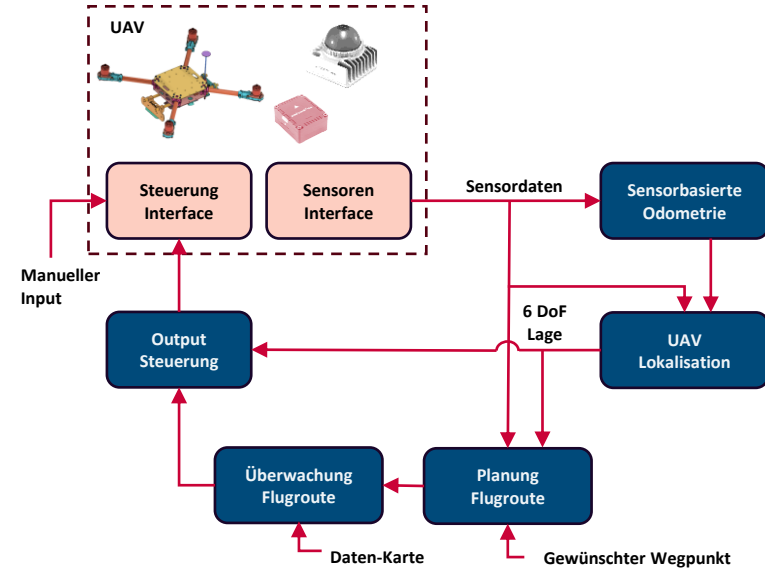 UAV
Steuerung
Interface
Sensoren
Interface
Sensordaten
Sensorbasierte
Odometrie
Manueller
Input
Output
Steuerung
6 DoF
Lage
UAV
Lokalisation
Überwachung
Flugroute
Planung
Flugroute
Daten-Karte
Gewünschter Wegpunkt